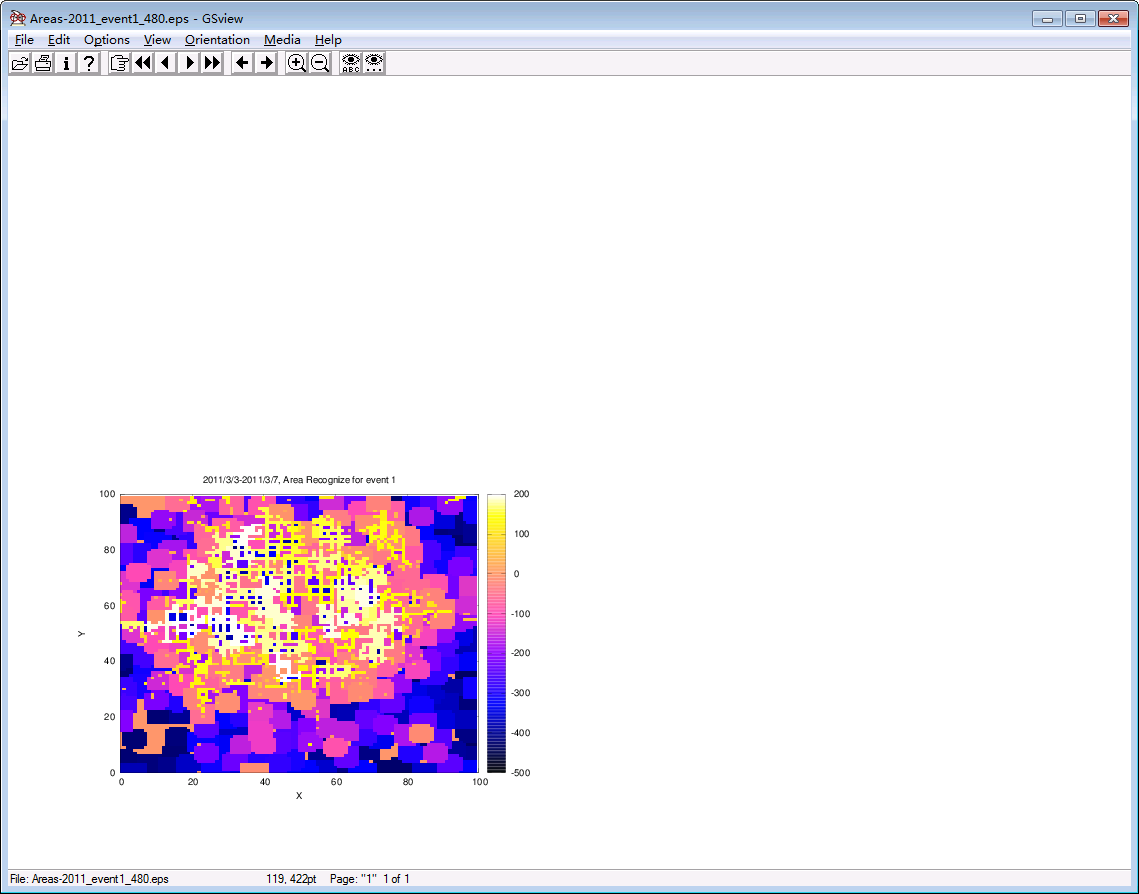 Areas-2011_event1_480.eps - GSview
File Edit Options View Orientation Media Help
i ? ABC
2011/3/3-2011/3/7, Area Recognize for event 1
100
80
60
40
20
0
Y
0 20 40 60 80 100
X
200
100
0
-100
-200
-300
-400
-500
File: Areas-2011_event1_480.eps 119, 422pt Page: "1" 1 of 1